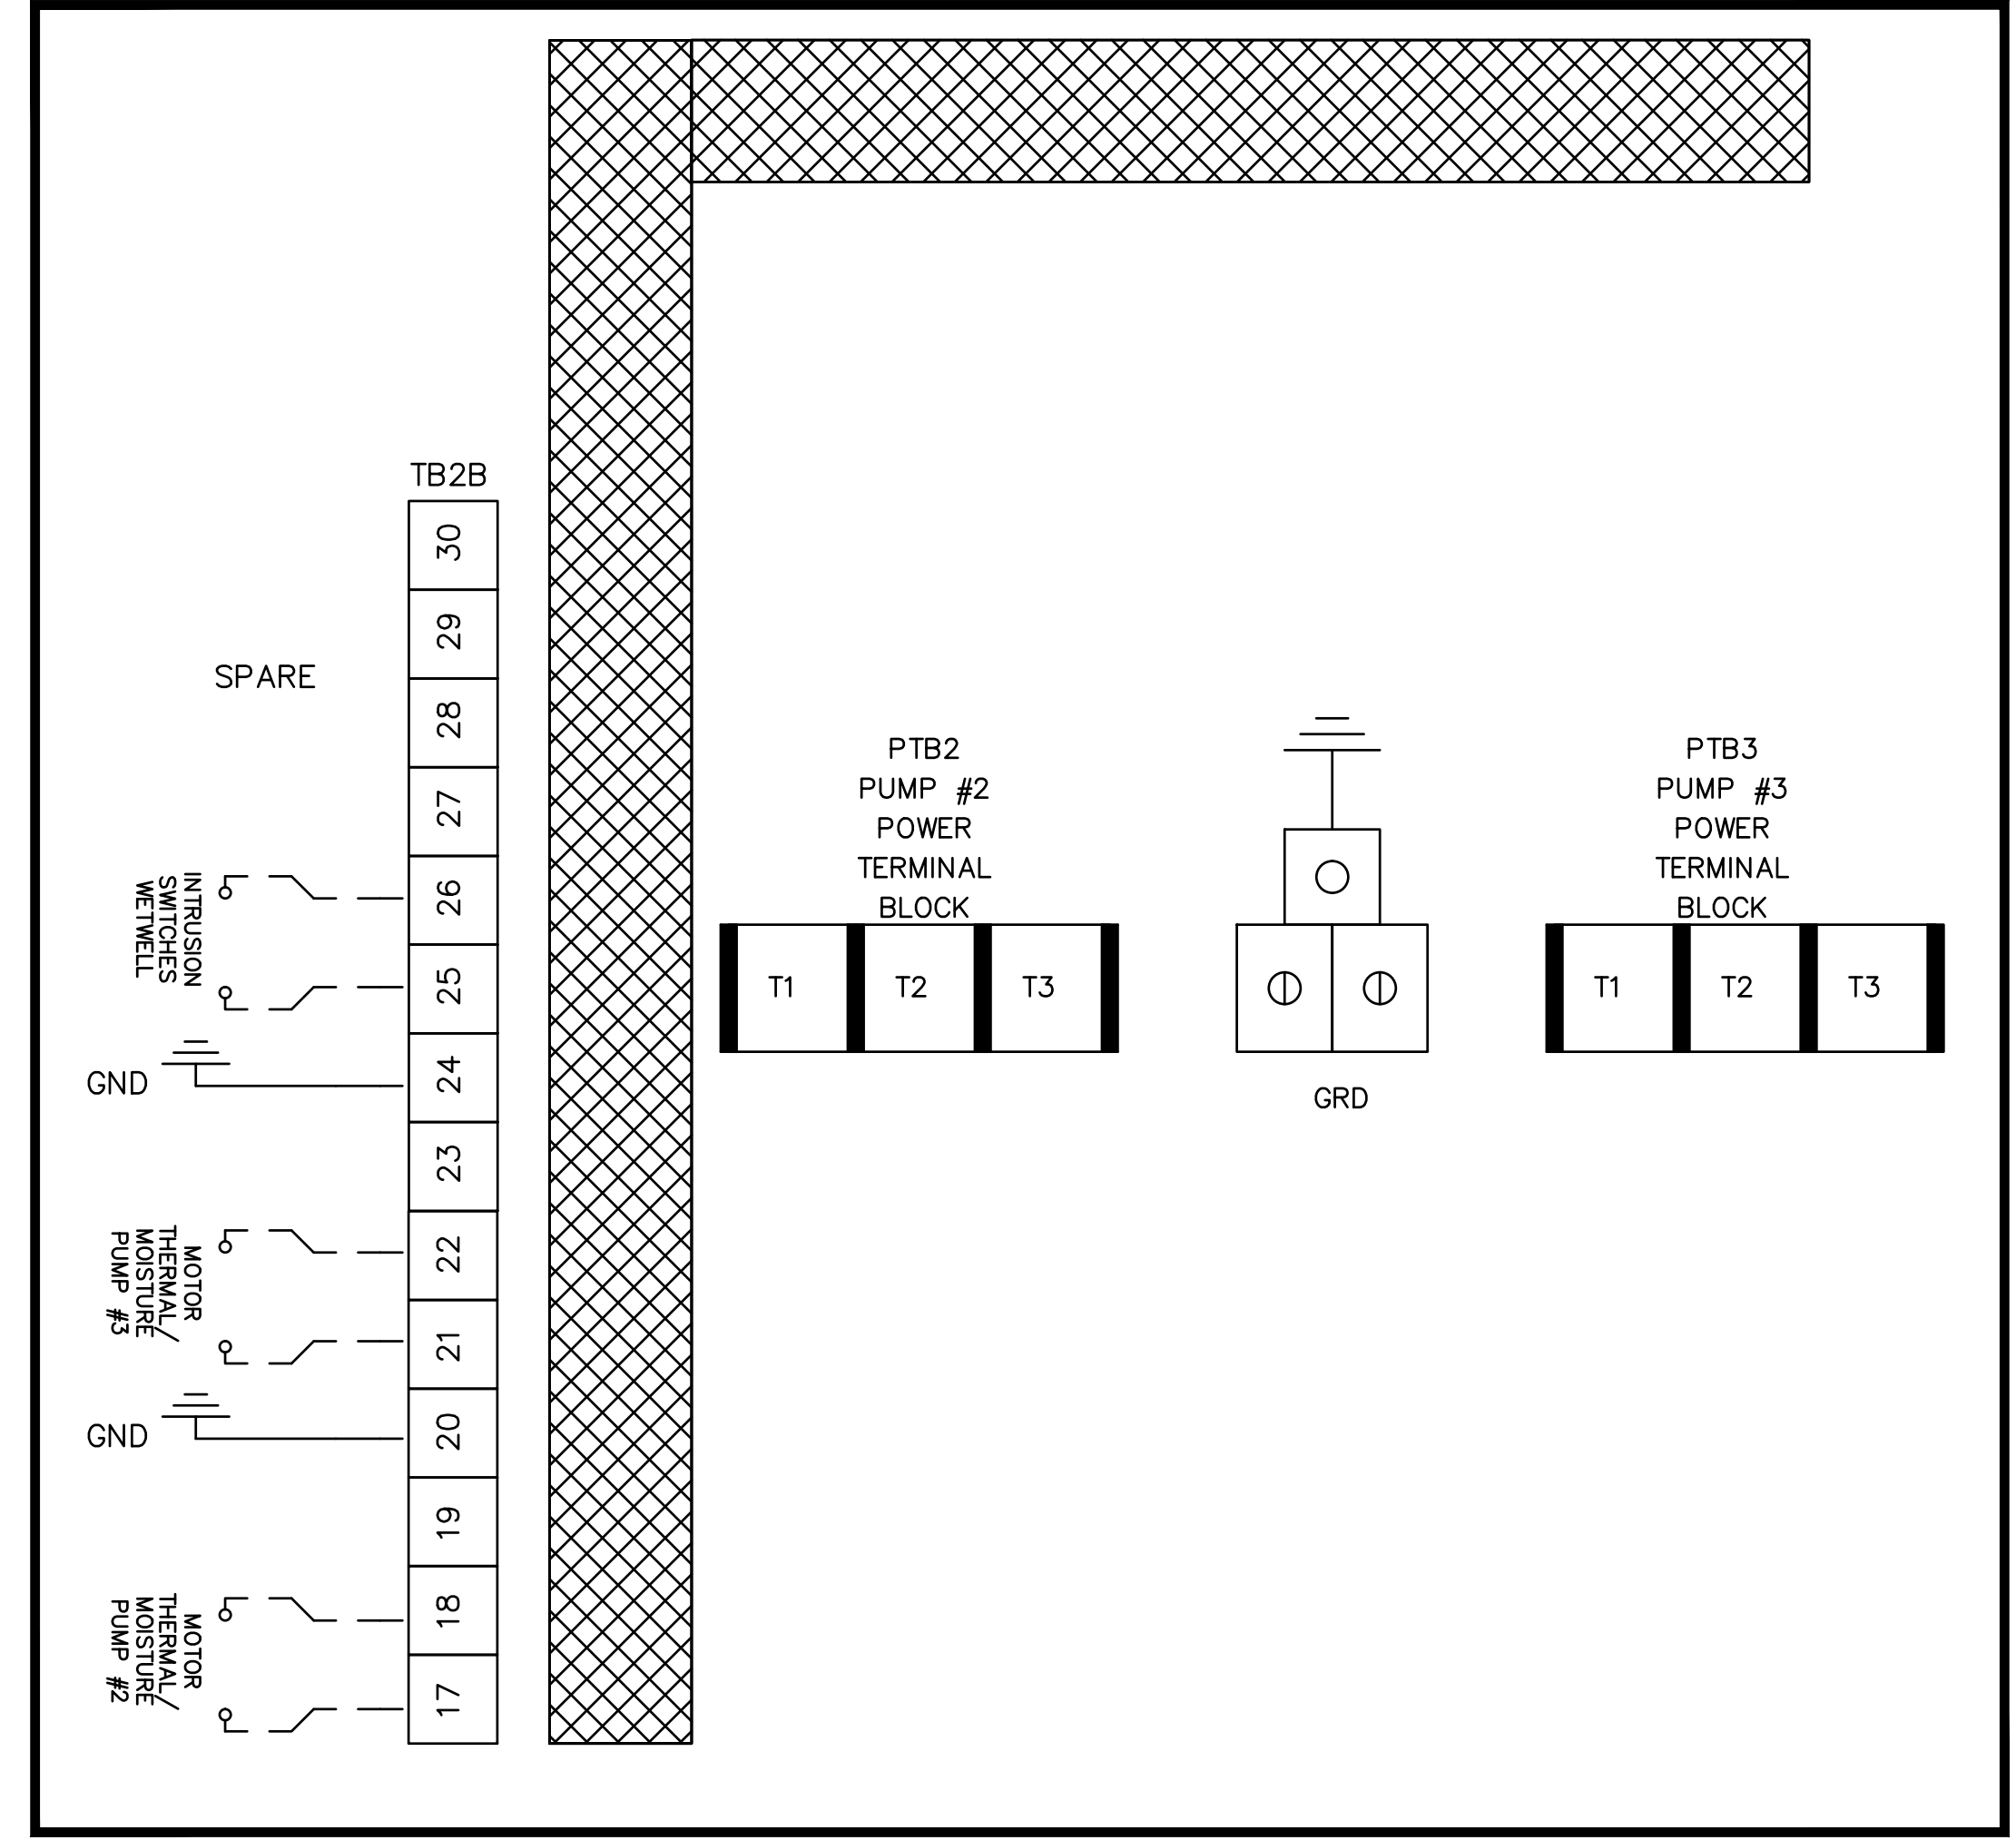 TB2B
30
29
SPARE
28
27
26
INTRUSION
SWITCHES
WETWELL
25
24
GND
23
22
MOTOR
THERMAL/
MOISTURE
PUMP #3
21
20
GND
19
18
MOTOR
THERMAL/
MOISTURE
PUMP #2
17
PTB2
PUMP #2
POWER
TERMINAL
BLOCK
T1 T2 T3
GRD
PTB3
PUMP #3
POWER
TERMINAL
BLOCK
T1 T2 T3